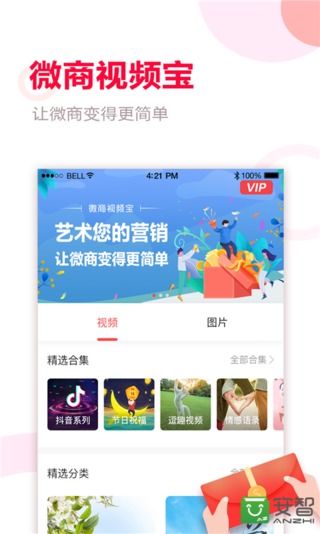 微商视频宝
让微商变得更简单
BELL 4:21 PM 100%
VIP
微商视频宝
艺术您的营销
让微商变得更简单
视频 图片
精选合集 全部合集 >
抖音系列 节日祝福 逗趣视频 情感语录
精选分类
安智
ANZHI